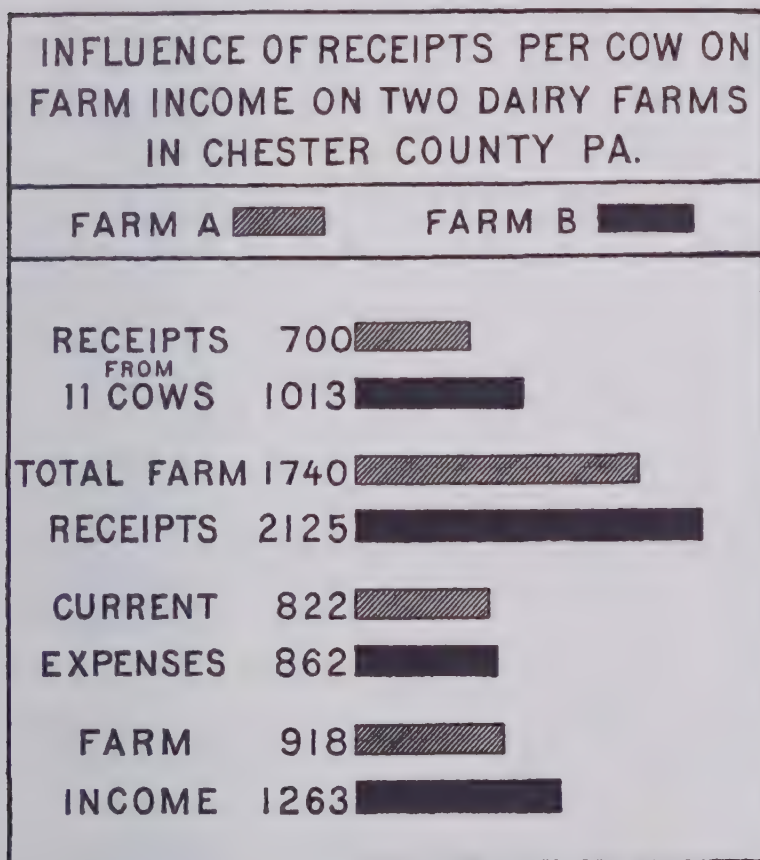 INFLUENCE OF RECEIPTS PER COW ON
FARM INCOME ON TWO DAIRY FARMS
IN CHESTER COUNTY PA.
FARM A FARM B
RECEIPTS 700
FROM
11 COWS 1013
TOTAL FARM 1740
RECEIPTS 2125
CURRENT 822
EXPENSES 862
FARM 918
INCOME 1263